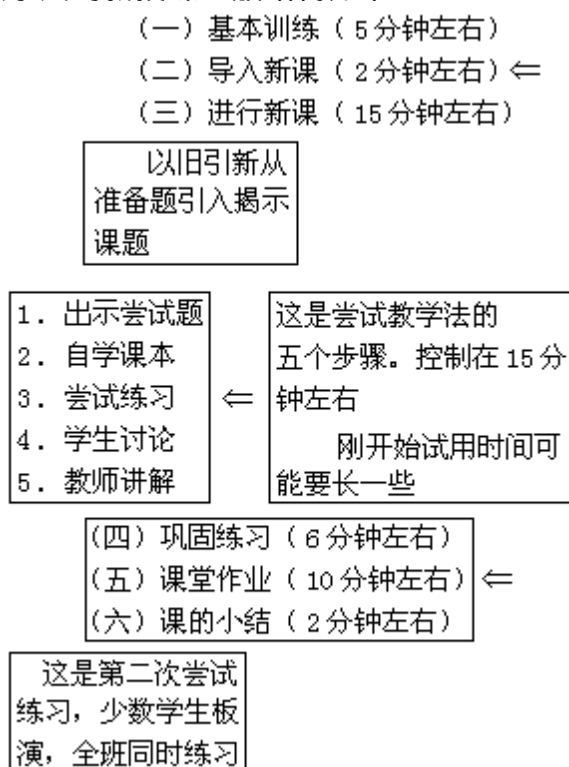 （一）基本训练（5分钟左右）
（二）导入新课（2分钟左右）⇐
（三）进行新课（15分钟左右）
以旧引新从
准备题引入揭示
课题
1. 出示尝试题
2. 自学课本
3. 尝试练习
4. 学生讨论
5. 教师讲解
⇐
这是尝试教学法的
五个步骤。控制在15分
钟左右
刚开始试用时间可
能要长一些
（四）巩固练习（6分钟左右）
（五）课堂作业（10分钟左右）⇐
（六）课的小结（2分钟左右）
这是第二次尝试
练习，少数学生板
演，全班同时练习